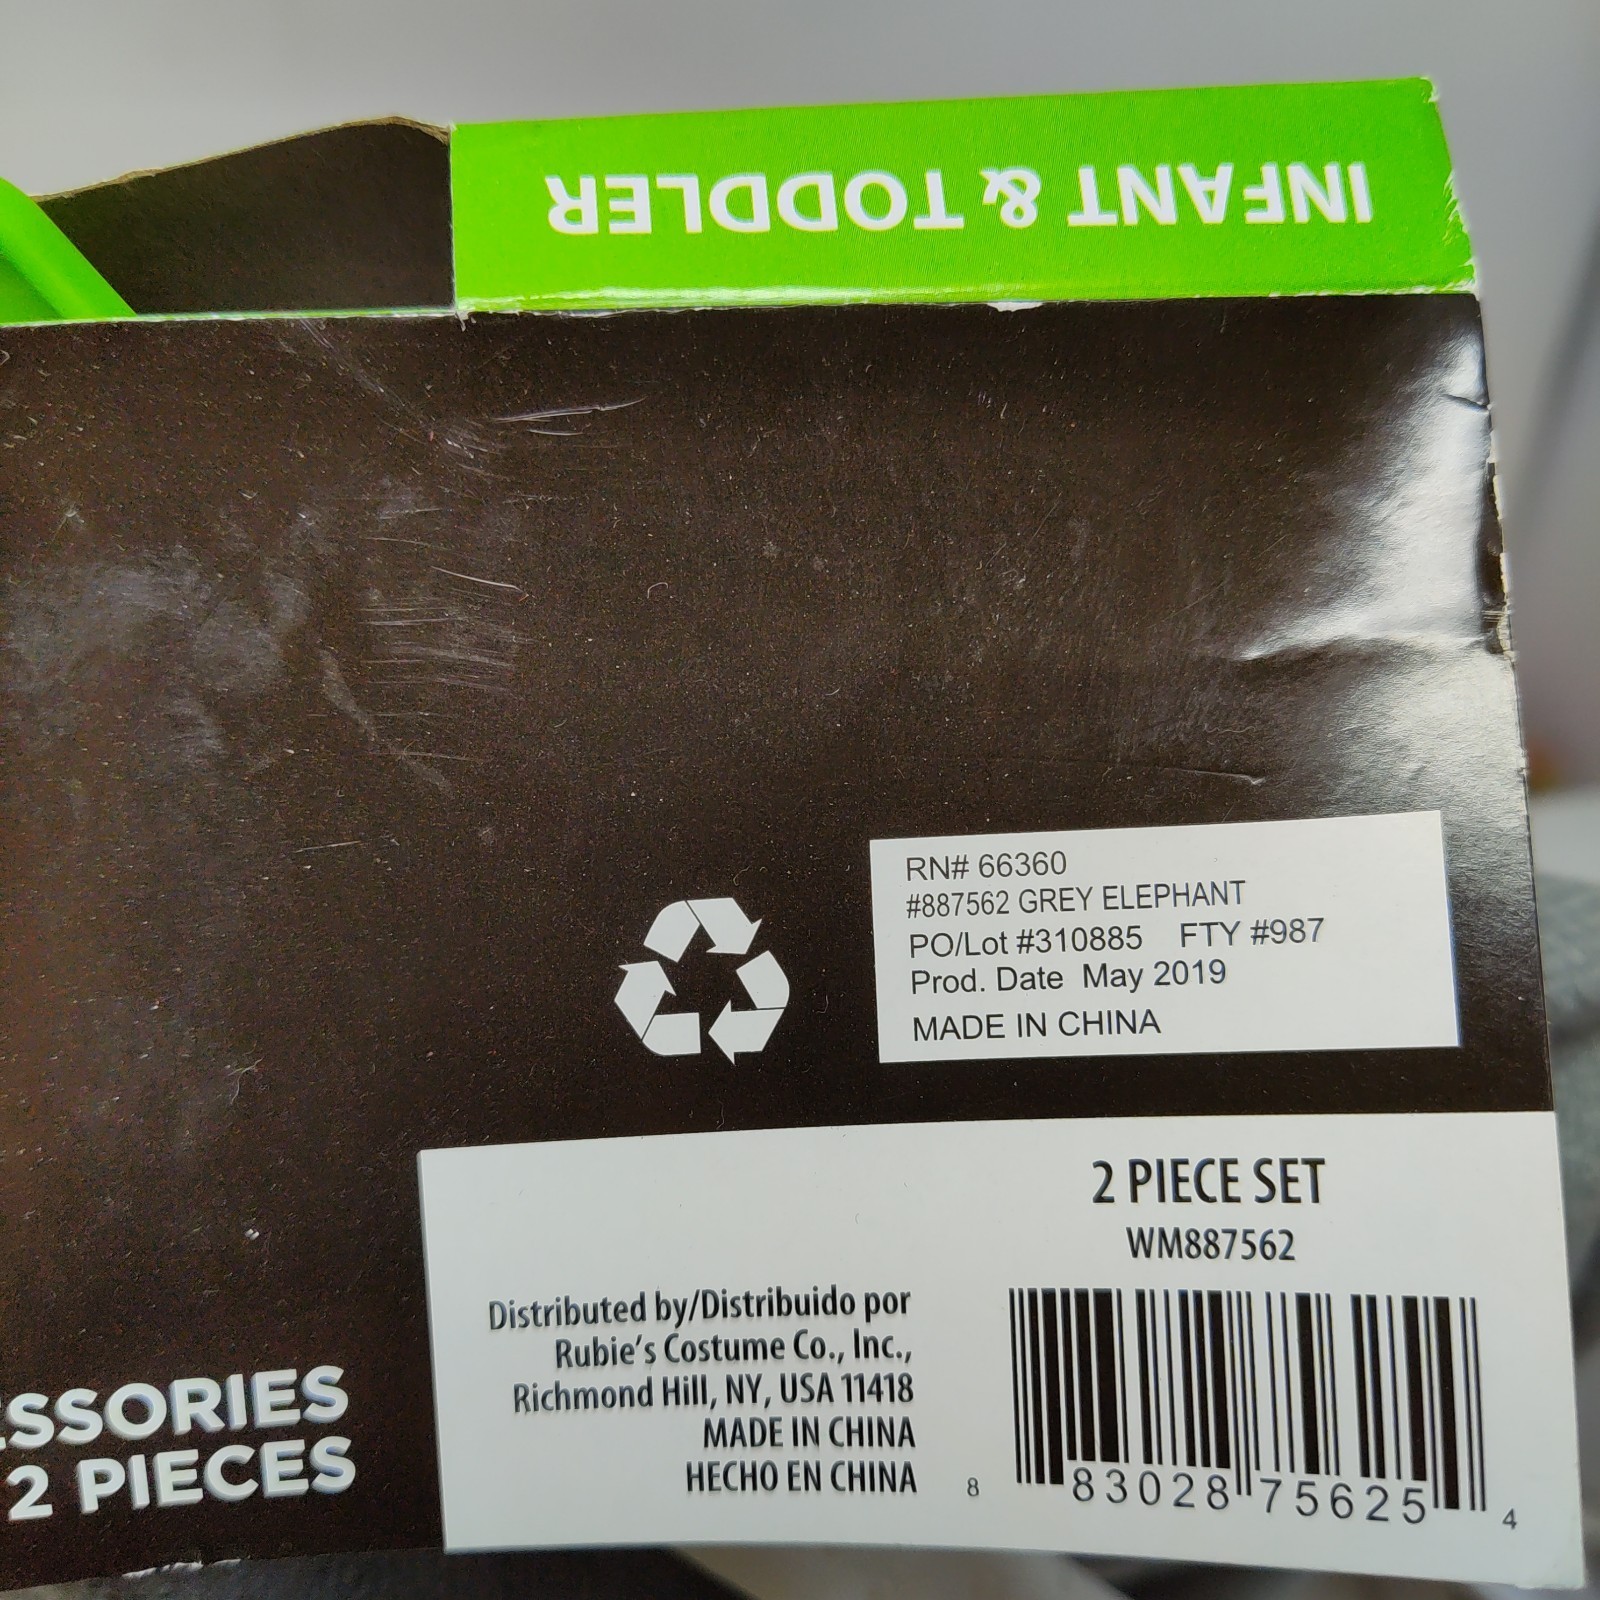 INFANT & TODDLER
RN# 66360
#887562 GREY ELEPHANT
PO/Lot #310885 FTY #987
Prod. Date May 2019
MADE IN CHINA
2 PIECE SET
WM887562
Distributed by/Distribuido por
Rubie's Costume Co., Inc.,
Richmond Hill, NY, USA 11418
MADE IN CHINA
HECHO EN CHINA
8 83028 75625 4
2 PIECES